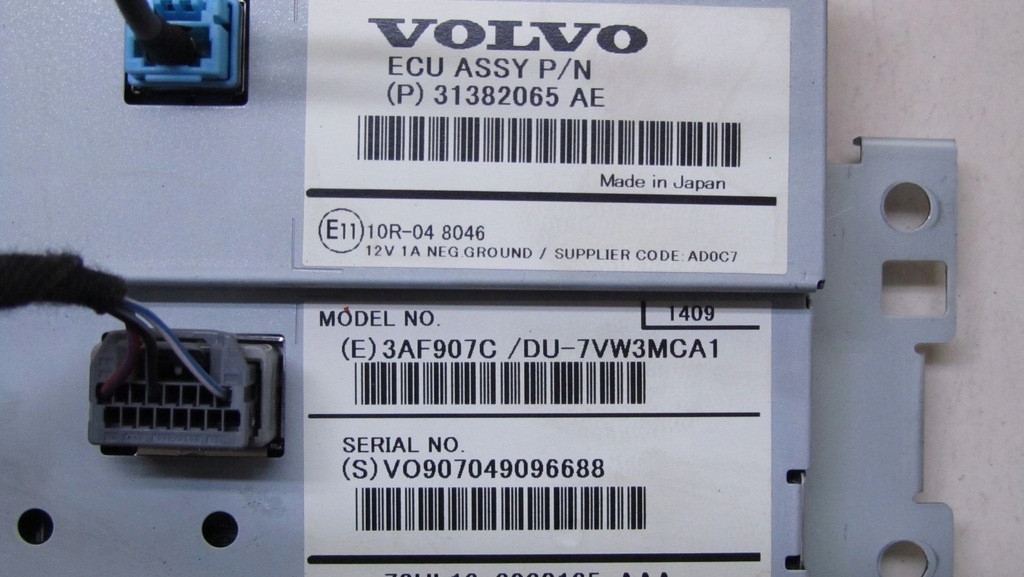 VOLVO
ECU ASSY P/N
(P) 31382065 AE
Made in Japan
E11 10R-04 8046
12V 1A NEG.GROUND / SUPPLIER CODE: AD0C7
MODEL NO. 1409
(E) 3AF907C /DU-7VW3MCA1
SERIAL NO.
(S) VO907049096688